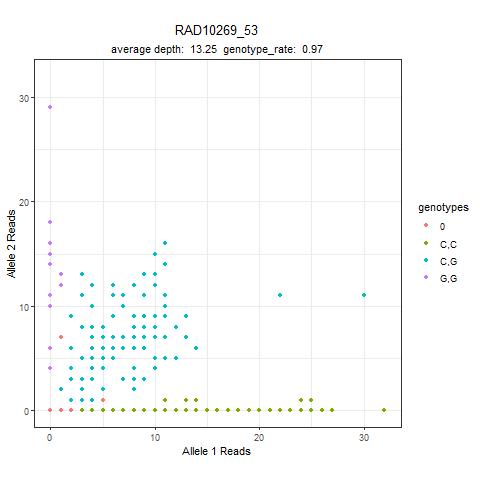 RAD10269_53
average depth: 13.25 genotype_rate: 0.97
30
20
10
0
Allele 2 Reads
0 10 20 30
Allele 1 Reads
genotypes
0
C,C
C,G
G,G